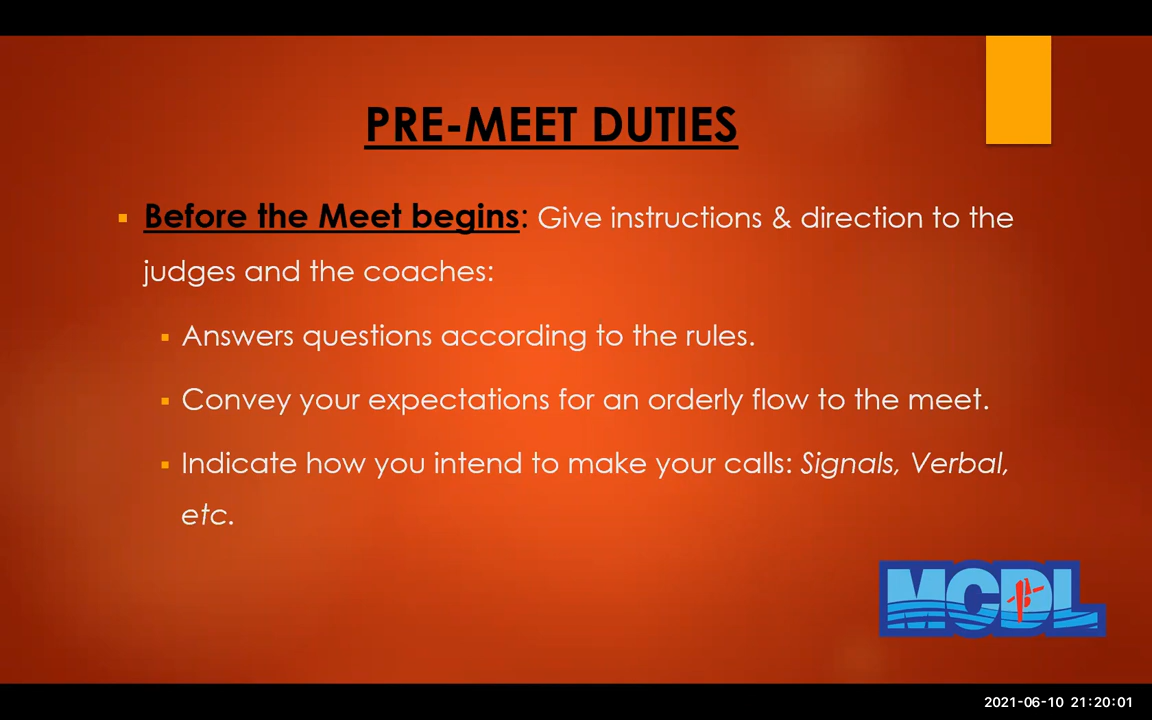 PRE-MEET DUTIES
▪ Before the Meet begins: Give instructions & direction to the
judges and the coaches:
▪ Answers questions according to the rules.
▪ Convey your expectations for an orderly flow to the meet.
▪ Indicate how you intend to make your calls: Signals, Verbal,
etc.
MCDL
2021-06-10 21:20:01